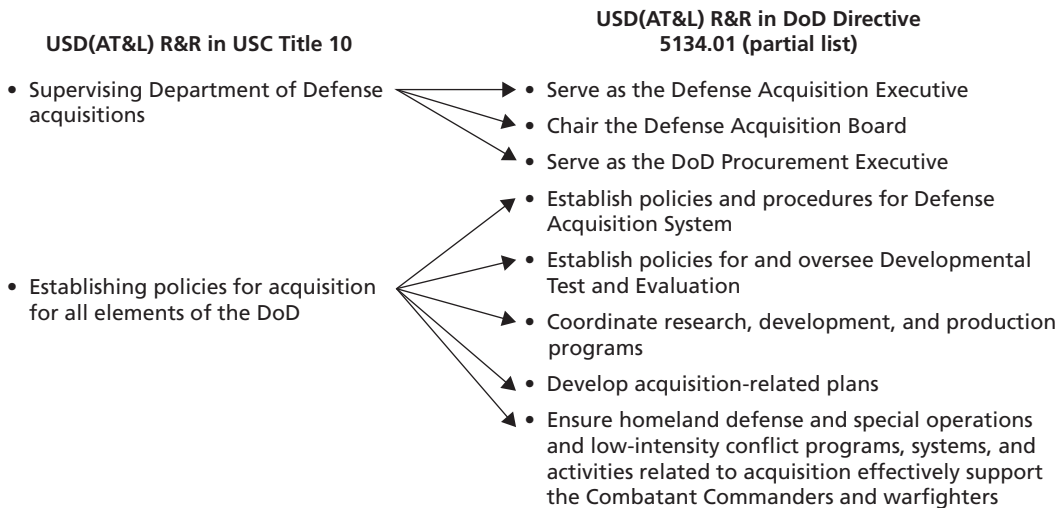 USD(AT&L) R&R in USC Title 10
• Supervising Department of Defense
acquisitions
• Establishing policies for acquisition
for all elements of the DoD
USD(AT&L) R&R in DoD Directive
5134.01 (partial list)
• Serve as the Defense Acquisition Executive
• Chair the Defense Acquisition Board
• Serve as the DoD Procurement Executive
• Establish policies and procedures for Defense
Acquisition System
• Establish policies for and oversee Developmental
Test and Evaluation
• Coordinate research, development, and production
programs
• Develop acquisition-related plans
• Ensure homeland defense and special operations
and low-intensity conflict programs, systems, and
activities related to acquisition effectively support
the Combatant Commanders and warfighters